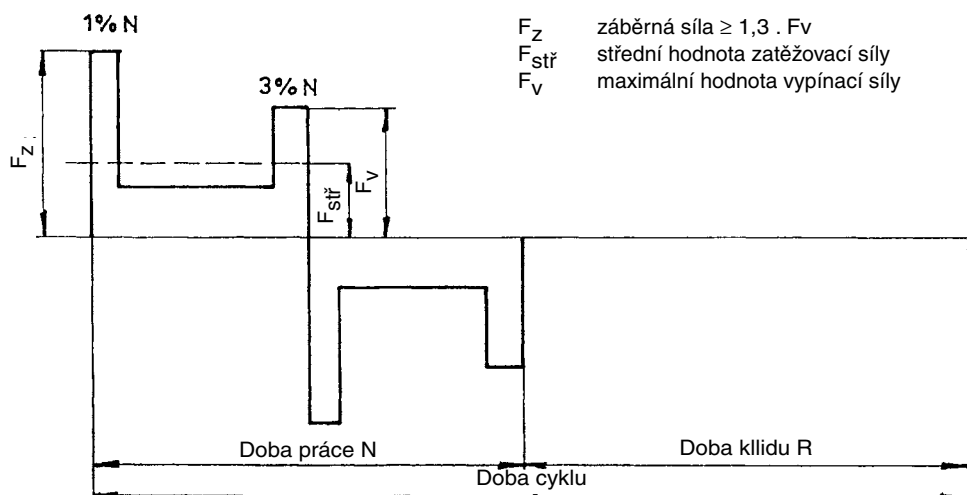 1% N
F_z záběrná síla ≥ 1,3 . Fv
F_stř střední hodnota zatěžovací síly
F_v maximální hodnota vypínací síly
3% N
F_z
F_stř
F_v
Doba práce N
Doba kllidu R
Doba cyklu